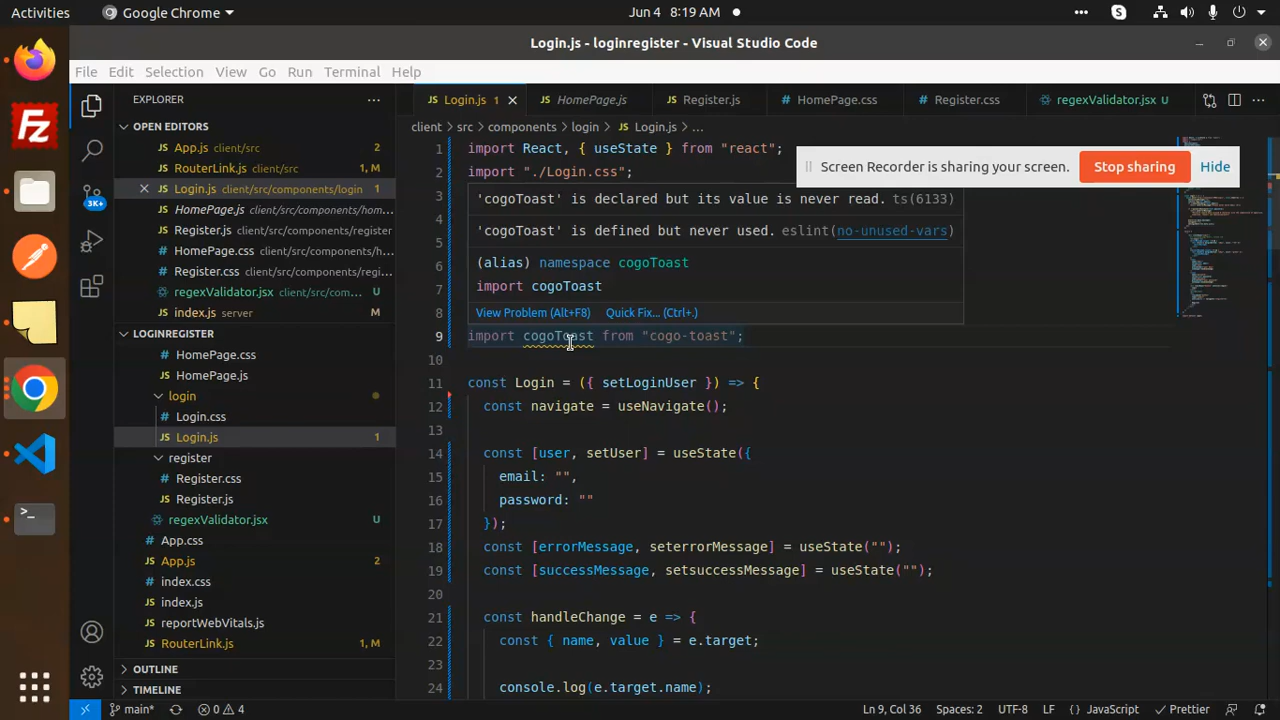 Activities
Google Chrome
Jun 4 8:19 AM
Login.js - loginregister - Visual Studio Code
File Edit Selection View Go Run Terminal Help
EXPLORER
Login.js 1
HomePage.js
Register.js
HomePage.css
Register.css
regexValidator.jsx U
OPEN EDITORS
App.js client/src 2
RouterLink.js client/src 1, M
Login.js client/src/components/login 1
HomePage.js client/src/components/hom...
Register.js client/src/components/register
HomePage.css client/src/components/ho...
Register.css client/src/components/regi...
regexValidator.jsx client/src/com... U
index.js server
LOGINREGISTER
HomePage.css
HomePage.js
login
Login.css
Login.js 1
register
Register.css
Register.js
regexValidator.jsx U
App.css
App.js 2
index.css
index.js
reportWebVitals.js
RouterLink.js 1, M
OUTLINE
TIMELINE
3K+
client > src > components > login > Login.js > ...
1 import React, { useState } from "react";
2 import "./Login.css";
3
4
5
6
7
8
Screen Recorder is sharing your screen. Stop sharing Hide
'cogoToast' is declared but its value is never read. ts(6133)
'cogoToast' is defined but never used. eslint(no-unused-vars)
(alias) namespace cogoToast
import cogoToast
View Problem (Alt+F8) Quick Fix... (Ctrl+.)
9 import cogoToast from "cogo-toast";
10
11 const Login = ({ setLoginUser }) => {
12 const navigate = useNavigate();
13
14 const [user, setUser] = useState({
15 email: "",
16 password: ""
17 });
18 const [errorMessage, seterrorMessage] = useState("");
19 const [successMessage, setsuccessMessage] = useState("");
20
21 const handleChange = e => {
22 const { name, value } = e.target;
23
24 console.log(e.target.name);
main* 0 4 Ln 9, Col 36 Spaces: 2 UTF-8 LF { } JavaScript Prettier